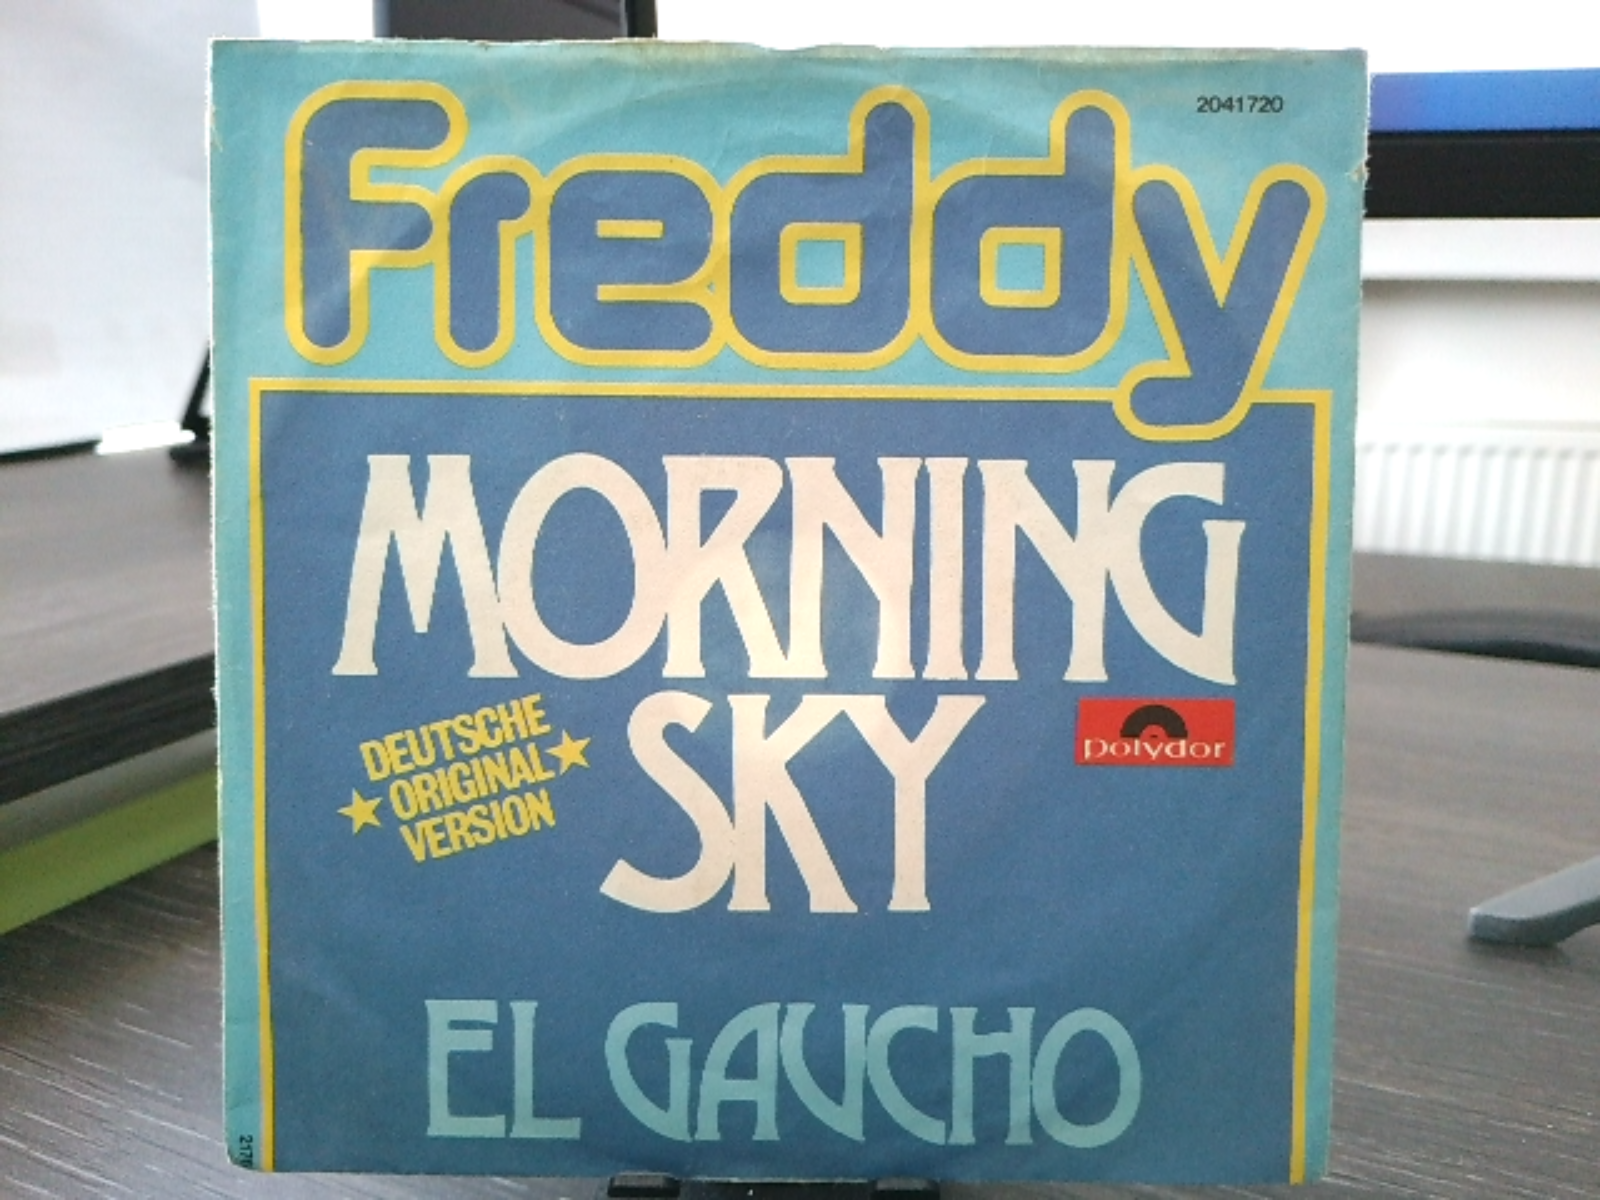 2041720
Freddy
MORNING
SKY
DEUTSCHE
ORIGINAL
VERSION
polydor
EL GAUCHO